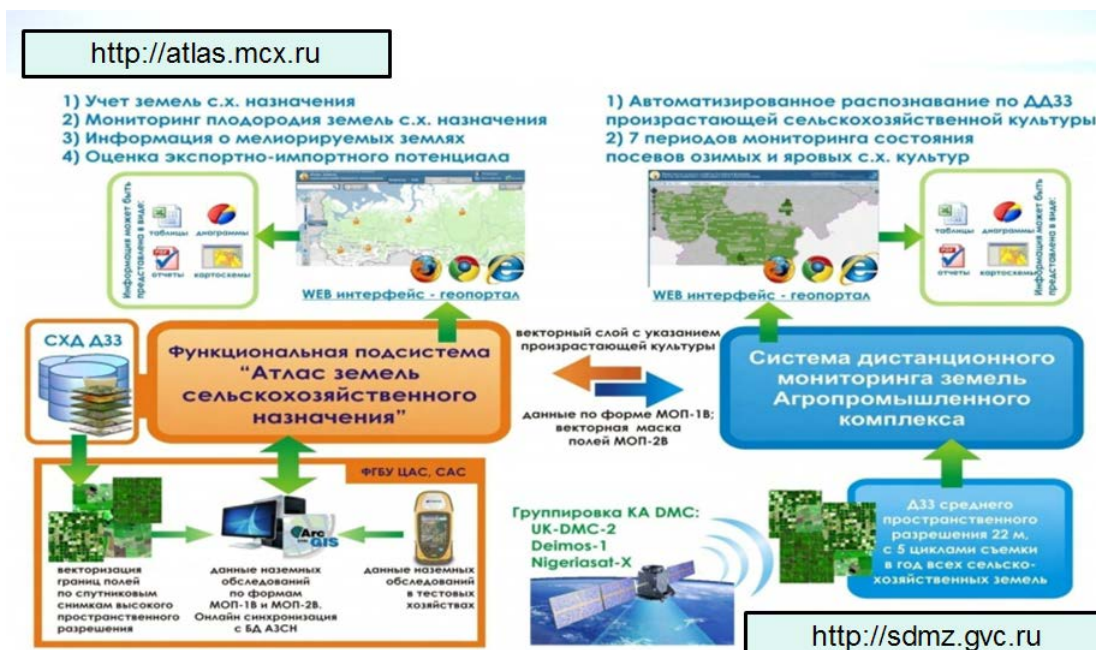 http://atlas.mcx.ru
1) Учет земель с.х. назначения
2) Мониторинг плодородия земель с.х. назначения
3) Информация о мелиорируемых землях
4) Оценка экспортно-импортного потенциала
1) Автоматизированное распознавание по ДДЗЗ
произрастающей сельскохозяйственной культуры
2) 7 периодов мониторинга состояния
посевов озимых и яровых с.х. культур
Информация может быть
представлена в виде:
таблицы
диаграммы
отчеты
картосхемы
WEB интерфейс - геопортал
WEB интерфейс - геопортал
таблицы
диаграммы
отчеты
картосхемы
Информация может быть
представлена в виде:
СХД ДЗЗ
Функциональная подсистема
"Атлас земель
сельскохозяйственного
назначения"
векторный слой с указанием
произрастающей культуры
данные по форме МОП-1В;
векторная маска
полей МОП-2В
Система дистанционного
мониторинга земель
Агропромышленного
комплекса
ФГБУ ЦАС, САС
Arc
GIS
векторизация
границ полей
по спутниковым
снимкам высокого
пространственного
разрешения
данные наземных
обследований
по формам
МОП-1В и МОП-2В.
Онлайн синхронизация
с БД АЗСН
данные наземных
обследований
в тестовых
хозяйствах
Группировка КА DMC:
UK-DMC-2
Deimos-1
Nigeriasat-X
ДЗЗ среднего
пространственного
разрешения 22 м,
с 5 циклами съемки
в год всех сельско-
хозяйственных земель
http://sdmz.gvc.ru